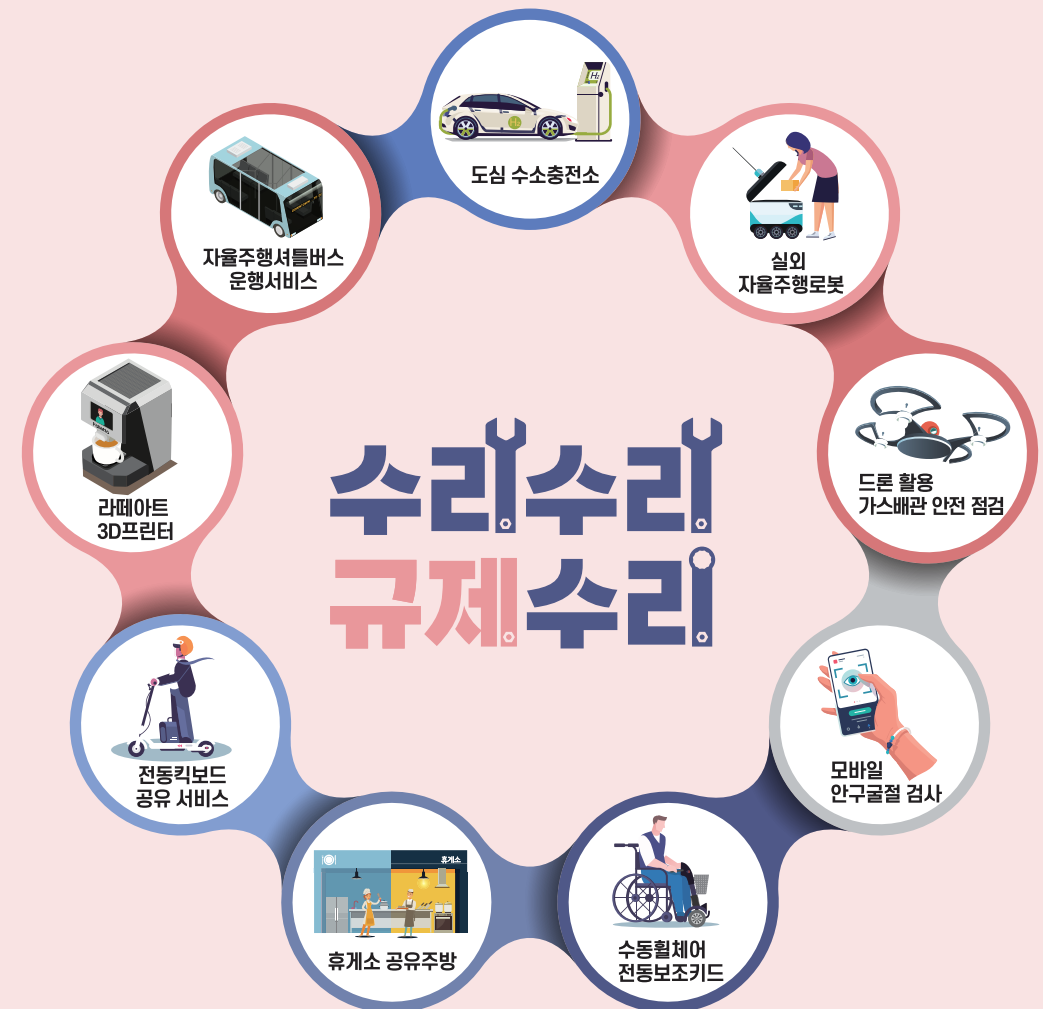 H₂
H₂
도심 수소충전소
실외
자율주행로봇
드론 활용
가스배관 안전 점검
모바일
안구굴절 검사
수동휠체어
전동보조키드
휴게소
휴게소 공유주방
전동킥보드
공유 서비스
라떼아트
3D프린터
자율주행셔틀버스
운행서비스
수리수리
규제수리